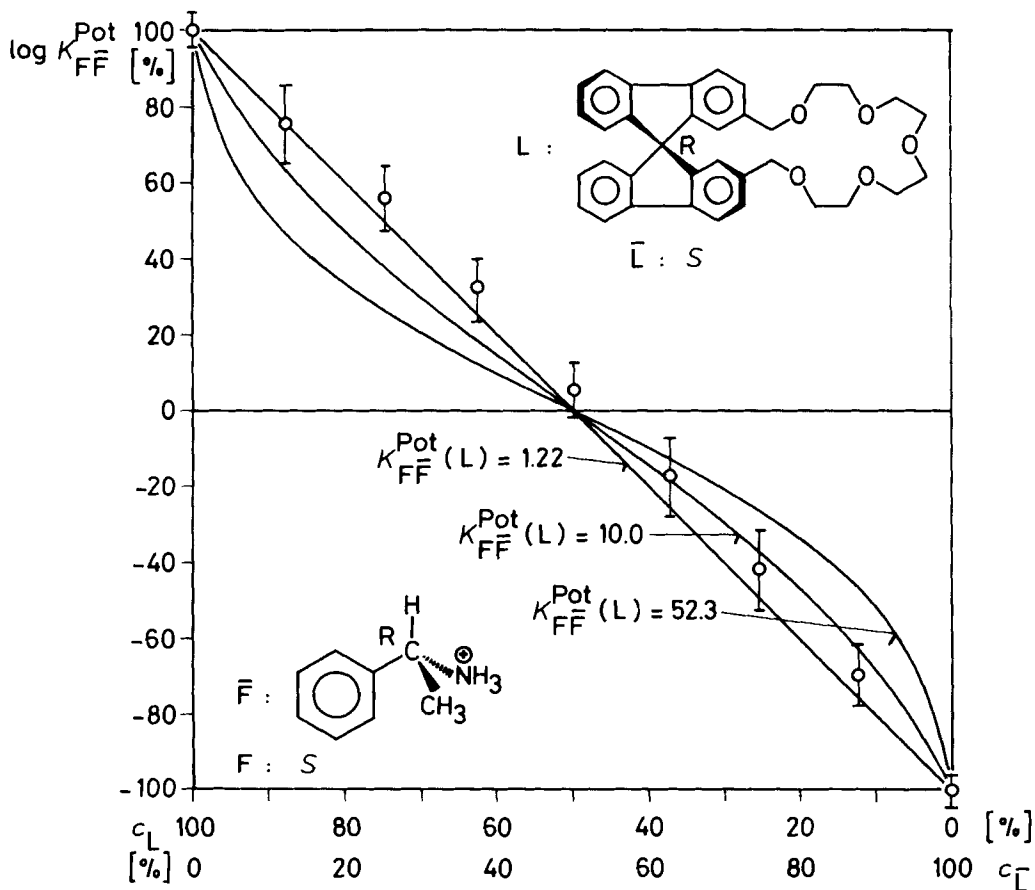 log K^Pot_FF̄ [%]
100
80
60
40
20
0
-20
-40
-60
-80
-100
L : R
O O O O O
L̄ : S
K^Pot_FF̄ (L) = 1.22
K^Pot_FF̄ (L) = 10.0
K^Pot_FF̄ (L) = 52.3
H
R C ⊕NH3
CH3
F̄ :
F : S
c_L [%] 100 80 60 40 20 0 [%]
0 20 40 60 80 100 c_L̄